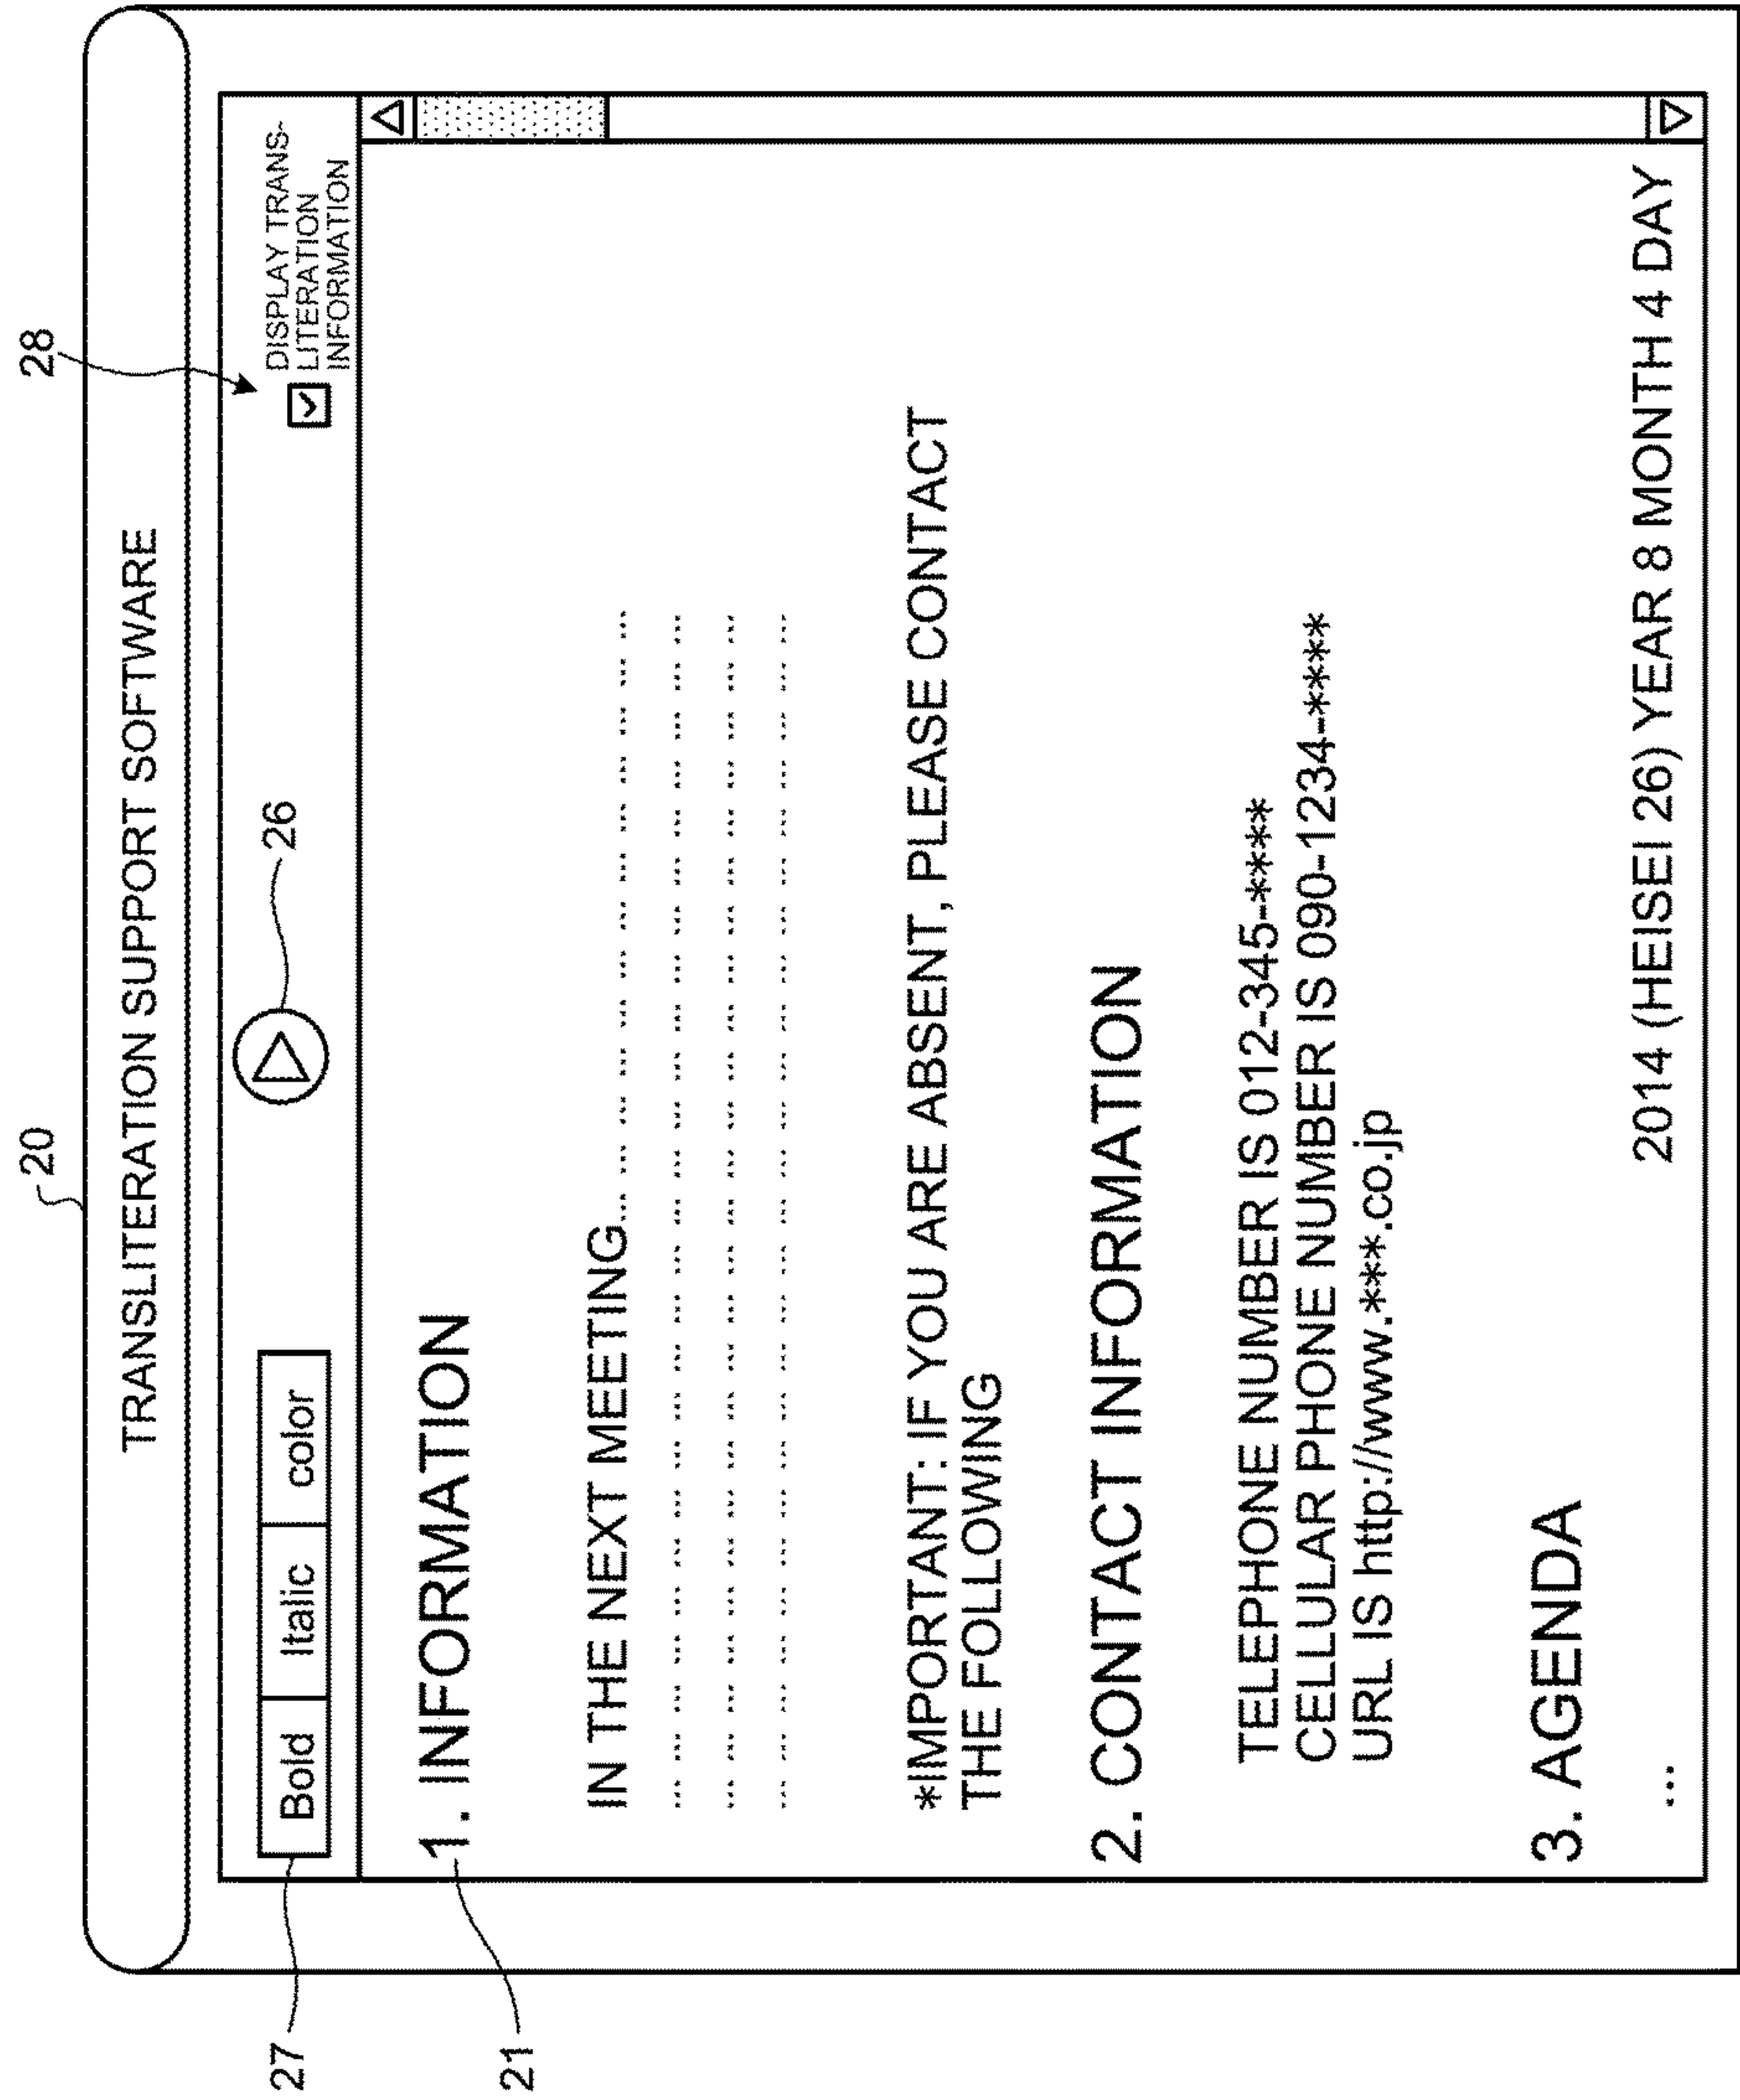 20
28
TRANSLITERATION SUPPORT SOFTWARE
27
Bold Italic color
26
DISPLAY TRANS-
LITERATION
INFORMATION
21
1. INFORMATION
IN THE NEXT MEETING... ... ... ... ... ... ... ... ... ... ... ... ...
... ... ... ... ... ... ... ... ... ... ... ... ... ... ... ... ... ... ... ... ... ... ... ... ...
... ... ... ... ... ... ... ... ... ... ... ... ... ... ... ... ... ... ... ... ... ... ... ... ...
... ... ... ... ... ... ... ... ... ... ... ... ... ... ... ... ... ... ... ... ... ... ... ... ...
*IMPORTANT: IF YOU ARE ABSENT, PLEASE CONTACT
THE FOLLOWING
2. CONTACT INFORMATION
TELEPHONE NUMBER IS 012-345-****
CELLULAR PHONE NUMBER IS 090-1234-****
URL IS http://www.***.co.jp
3. AGENDA
... 2014 (HEISEI 26) YEAR 8 MONTH 4 DAY